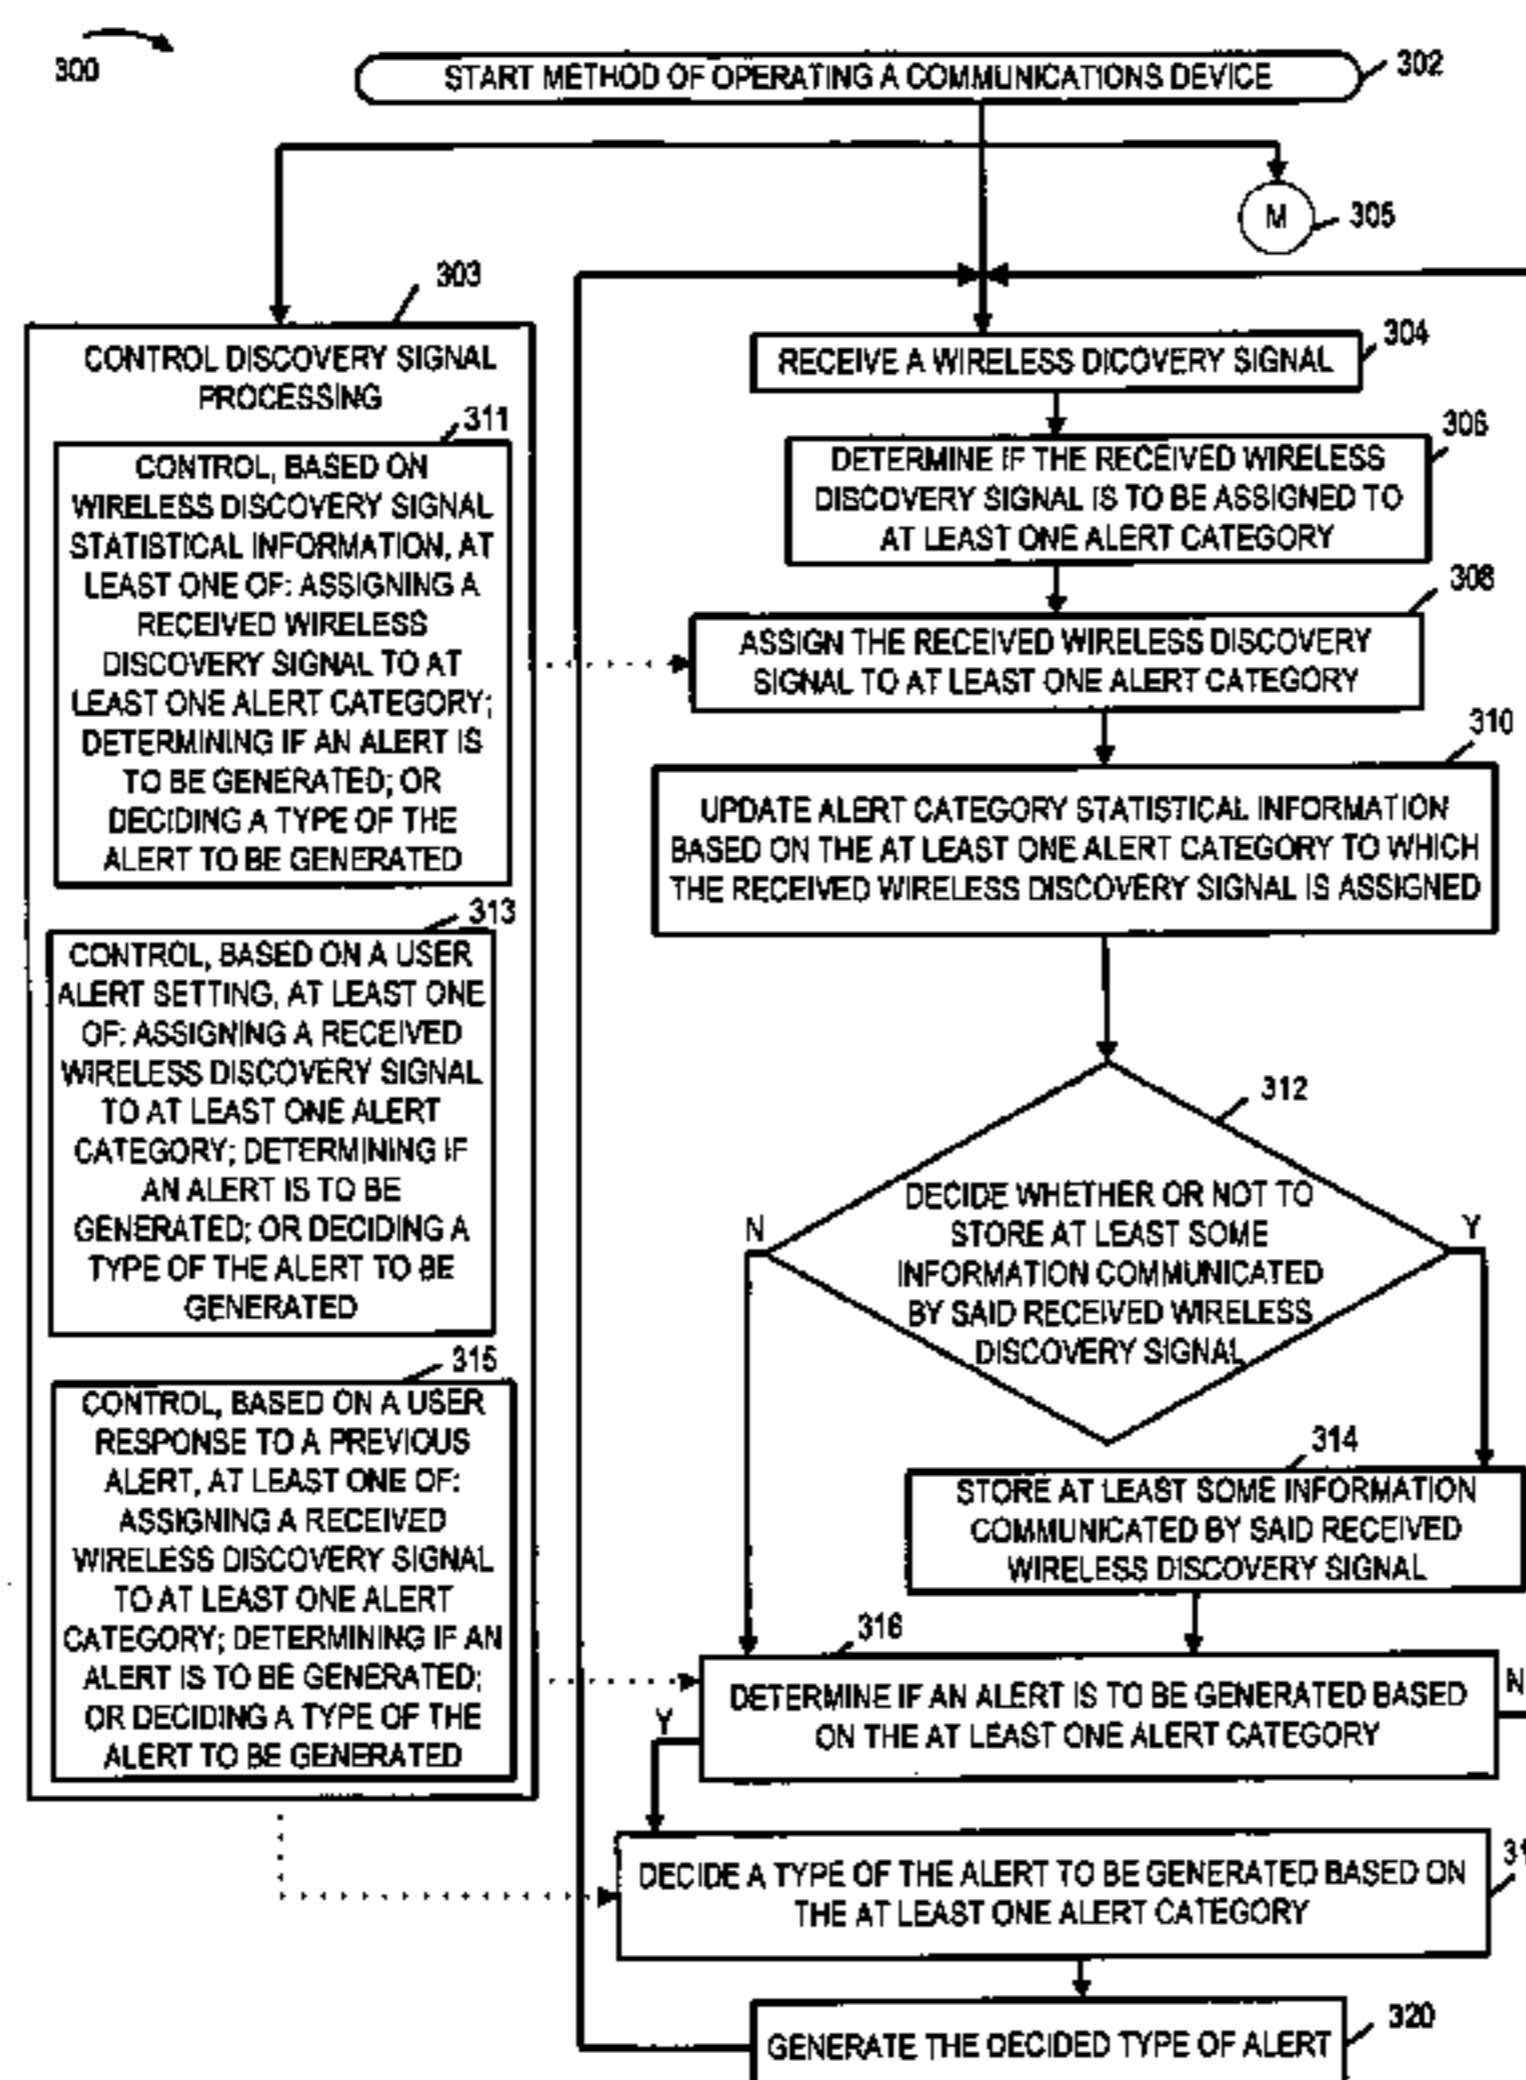 300
START METHOD OF OPERATING A COMMUNICATIONS DEVICE
302
M
305
303
CONTROL DISCOVERY SIGNAL
PROCESSING
311
CONTROL, BASED ON
WIRELESS DISCOVERY SIGNAL
STATISTICAL INFORMATION, AT
LEAST ONE OF: ASSIGNING A
RECEIVED WIRELESS
DISCOVERY SIGNAL TO AT
LEAST ONE ALERT CATEGORY;
DETERMINING IF AN ALERT IS
TO BE GENERATED; OR
DECIDING A TYPE OF THE
ALERT TO BE GENERATED
313
CONTROL, BASED ON A USER
ALERT SETTING, AT LEAST ONE
OF: ASSIGNING A RECEIVED
WIRELESS DISCOVERY SIGNAL
TO AT LEAST ONE ALERT
CATEGORY; DETERMINING IF
AN ALERT IS TO BE
GENERATED; OR DECIDING A
TYPE OF THE ALERT TO BE
GENERATED
315
CONTROL, BASED ON A USER
RESPONSE TO A PREVIOUS
ALERT, AT LEAST ONE OF:
ASSIGNING A RECEIVED
WIRELESS DISCOVERY SIGNAL
TO AT LEAST ONE ALERT
CATEGORY; DETERMINING IF AN
ALERT IS TO BE GENERATED;
OR DECIDING A TYPE OF THE
ALERT TO BE GENERATED
304
RECEIVE A WIRELESS DICOVERY SIGNAL
306
DETERMINE IF THE RECEIVED WIRELESS
DISCOVERY SIGNAL IS TO BE ASSIGNED TO
AT LEAST ONE ALERT CATEGORY
308
ASSIGN THE RECEIVED WIRELESS DISCOVERY
SIGNAL TO AT LEAST ONE ALERT CATEGORY
310
UPDATE ALERT CATEGORY STATISTICAL INFORMATION
BASED ON THE AT LEAST ONE ALERT CATEGORY TO WHICH
THE RECEIVED WIRELESS DISCOVERY SIGNAL IS ASSIGNED
312
DECIDE WHETHER OR NOT TO
STORE AT LEAST SOME
INFORMATION COMMUNICATED
BY SAID RECEIVED WIRELESS
DISCOVERY SIGNAL
N
Y
314
STORE AT LEAST SOME INFORMATION
COMMUNICATED BY SAID RECEIVED
WIRELESS DISCOVERY SIGNAL
316
DETERMINE IF AN ALERT IS TO BE GENERATED BASED
ON THE AT LEAST ONE ALERT CATEGORY
N
Y
DECIDE A TYPE OF THE ALERT TO BE GENERATED BASED ON
THE AT LEAST ONE ALERT CATEGORY
320
GENERATE THE DECIDED TYPE OF ALERT